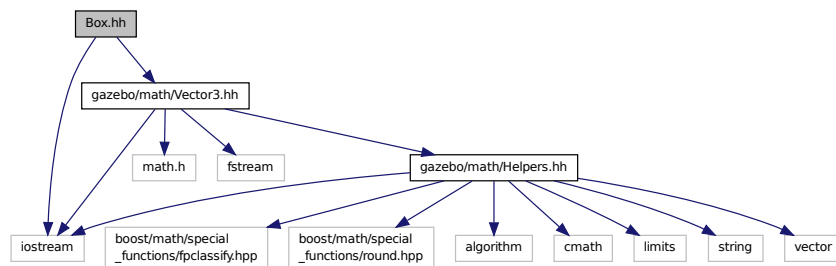 Box.hh
gazebo/math/Vector3.hh
math.h
fstream
gazebo/math/Helpers.hh
iostream
boost/math/special
_functions/fpclassify.hpp
boost/math/special
_functions/round.hpp
algorithm
cmath
limits
string
vector